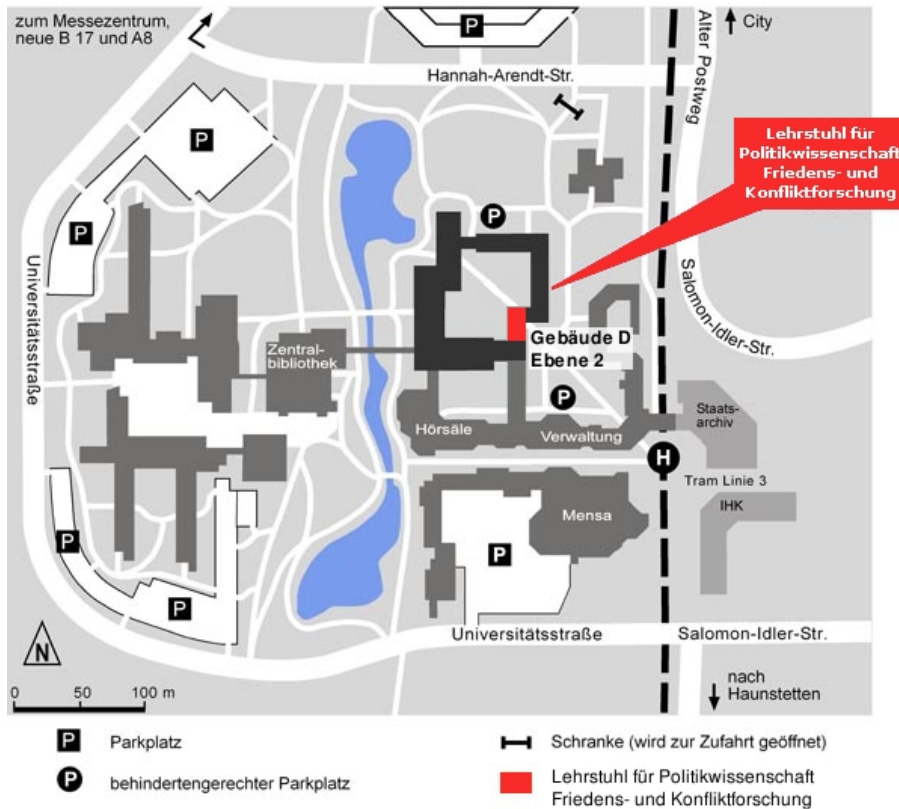 zum Messezentrum,
neue B 17 und A8
P
Hannah-Arendt-Str.
Alter Postweg
City
Lehrstuhl für
Politikwissenschaft
Friedens- und
Konfliktforschung
P
P
P
Universitätsstraße
Salomon-Idler-Str.
Gebäude D
Ebene 2
Zentral-
bibliothek
P
Hörsäle
Verwaltung
Staats-
archiv
H
Tram Linie 3
IHK
Mensa
P
P
P
Universitätsstraße
Salomon-Idler-Str.
N
0 50 100 m
nach
Haunstetten
P Parkplatz
P behindertengerechter Parkplatz
Schranke (wird zur Zufahrt geöffnet)
Lehrstuhl für Politikwissenschaft
Friedens- und Konfliktforschung